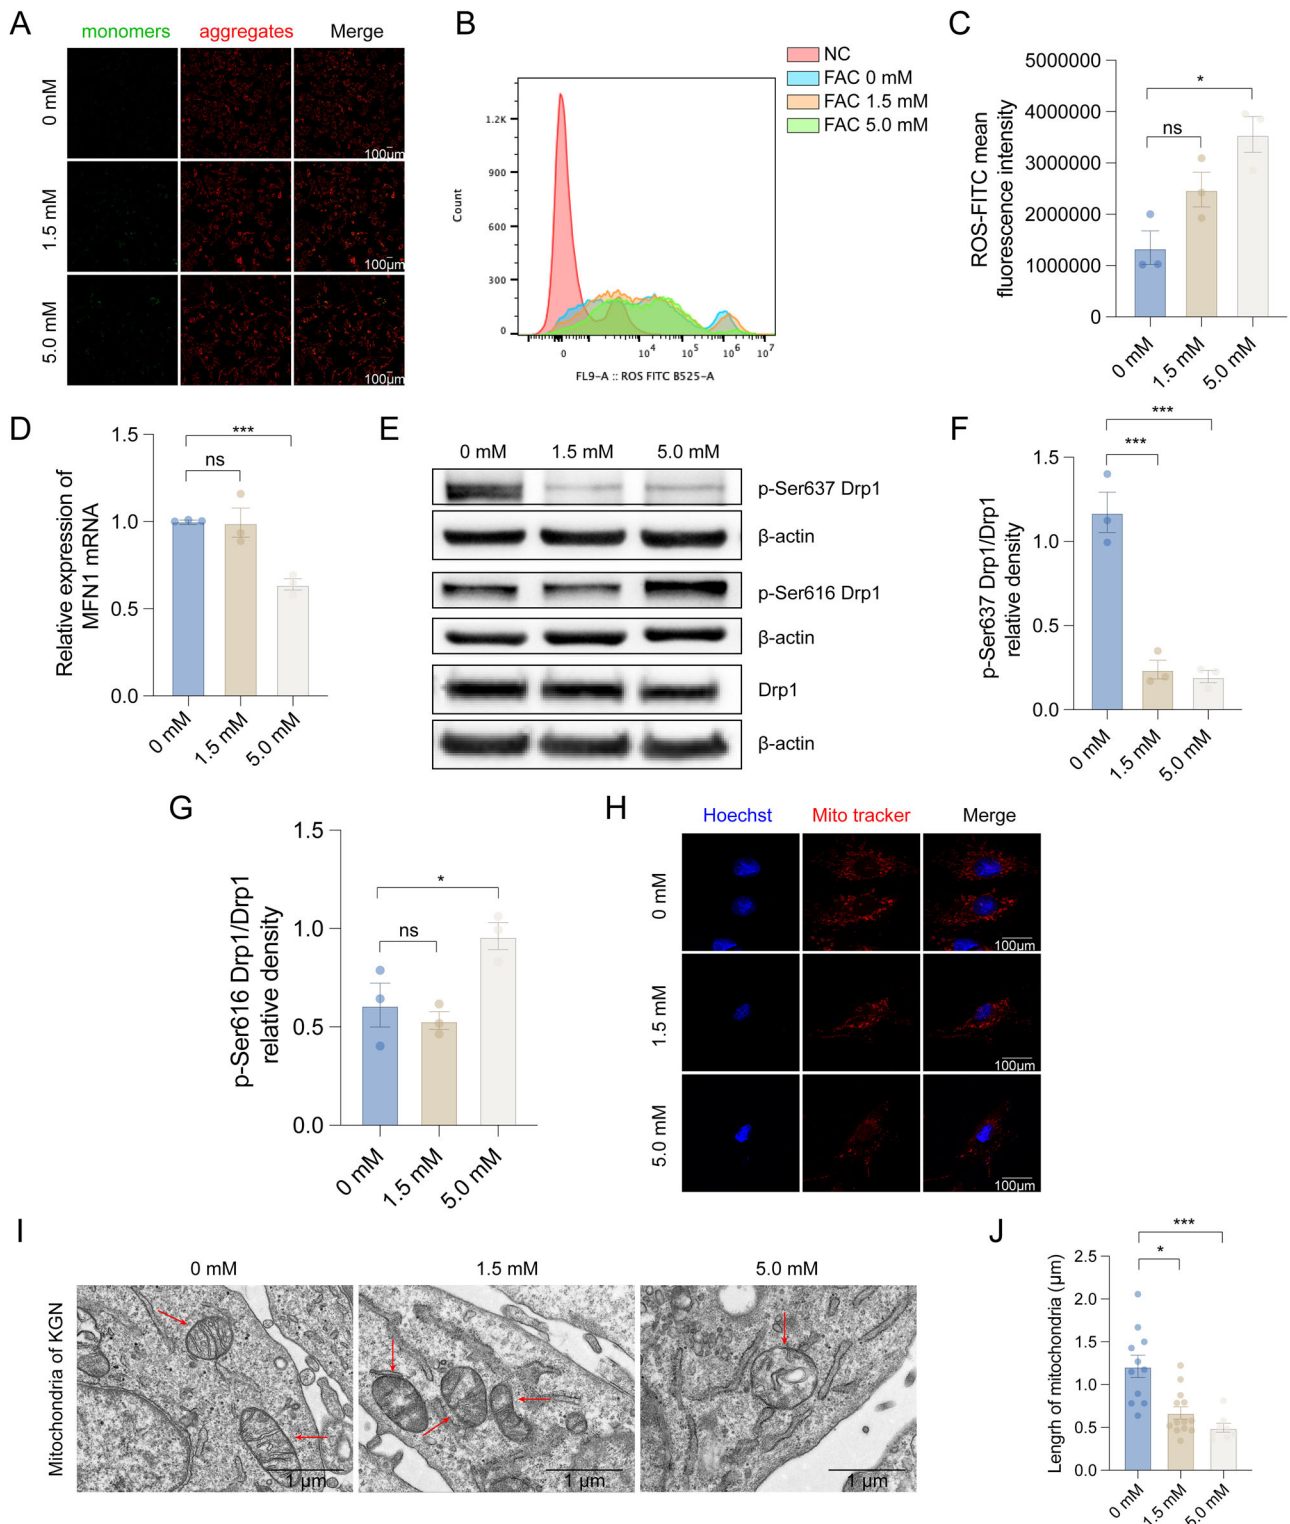 A
monomers aggregates Merge
0 mM
100μm
1.5 mM
100μm
5.0 mM
100μm
B
NC
FAC 0 mM
FAC 1.5 mM
FAC 5.0 mM
Count
1.2K
900
600
300
0
0 10⁴ 10⁵ 10⁶ 10⁷
FL9-A :: ROS FITC B525-A
C
ROS-FITC mean
fluorescence intensity
5000000
4000000
3000000
2000000
1000000
0
*
ns
0 mM 1.5 mM 5.0 mM
D
Relative expression of
MFN1 mRNA
1.5
1.0
0.5
0.0
***
ns
0 mM 1.5 mM 5.0 mM
E
0 mM 1.5 mM 5.0 mM
p-Ser637 Drp1
β-actin
p-Ser616 Drp1
β-actin
Drp1
β-actin
F
p-Ser637 Drp1/Drp1
relative density
1.5
1.0
0.5
0.0
***
***
0 mM 1.5 mM 5.0 mM
G
p-Ser616 Drp1/Drp1
relative density
1.5
1.0
0.5
0.0
*
ns
0 mM 1.5 mM 5.0 mM
H
Hoechst Mito tracker Merge
0 mM
100μm
1.5 mM
100μm
5.0 mM
100μm
I
0 mM 1.5 mM 5.0 mM
Mitochondria of KGN
1 μm 1 μm 1 μm
J
Lengrh of mitochondria (μm)
2.5
2.0
1.5
1.0
0.5
0.0
***
*
0 mM 1.5 mM 5.0 mM